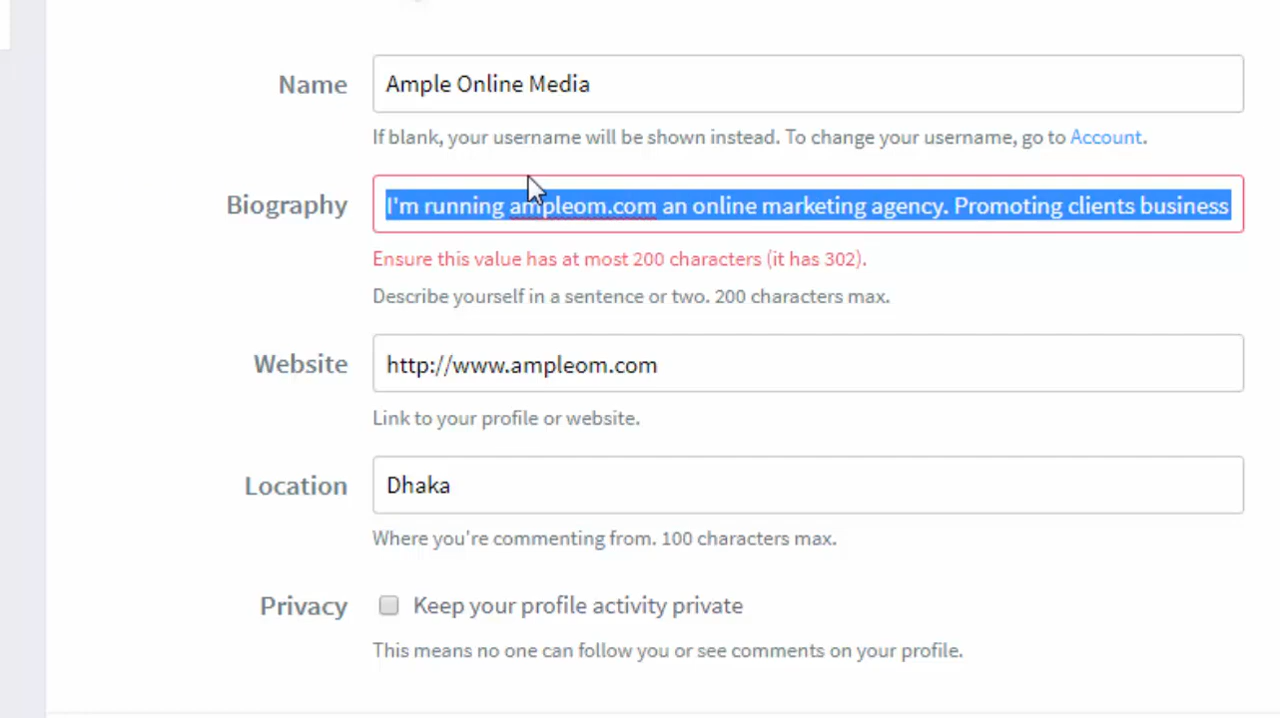 Name
Ample Online Media
If blank, your username will be shown instead. To change your username, go to Account.
Biography
I'm running ampleom.com an online marketing agency. Promoting clients business
Ensure this value has at most 200 characters (it has 302).
Describe yourself in a sentence or two. 200 characters max.
Website
http://www.ampleom.com
Link to your profile or website.
Location
Dhaka
Where you're commenting from. 100 characters max.
Privacy
Keep your profile activity private
This means no one can follow you or see comments on your profile.